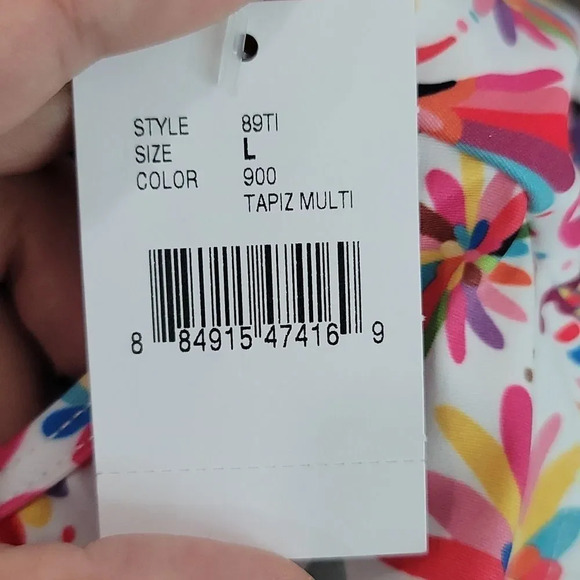 STYLE 89TI
SIZE L
COLOR 900
TAPIZ MULTI
8 84915 47416 9